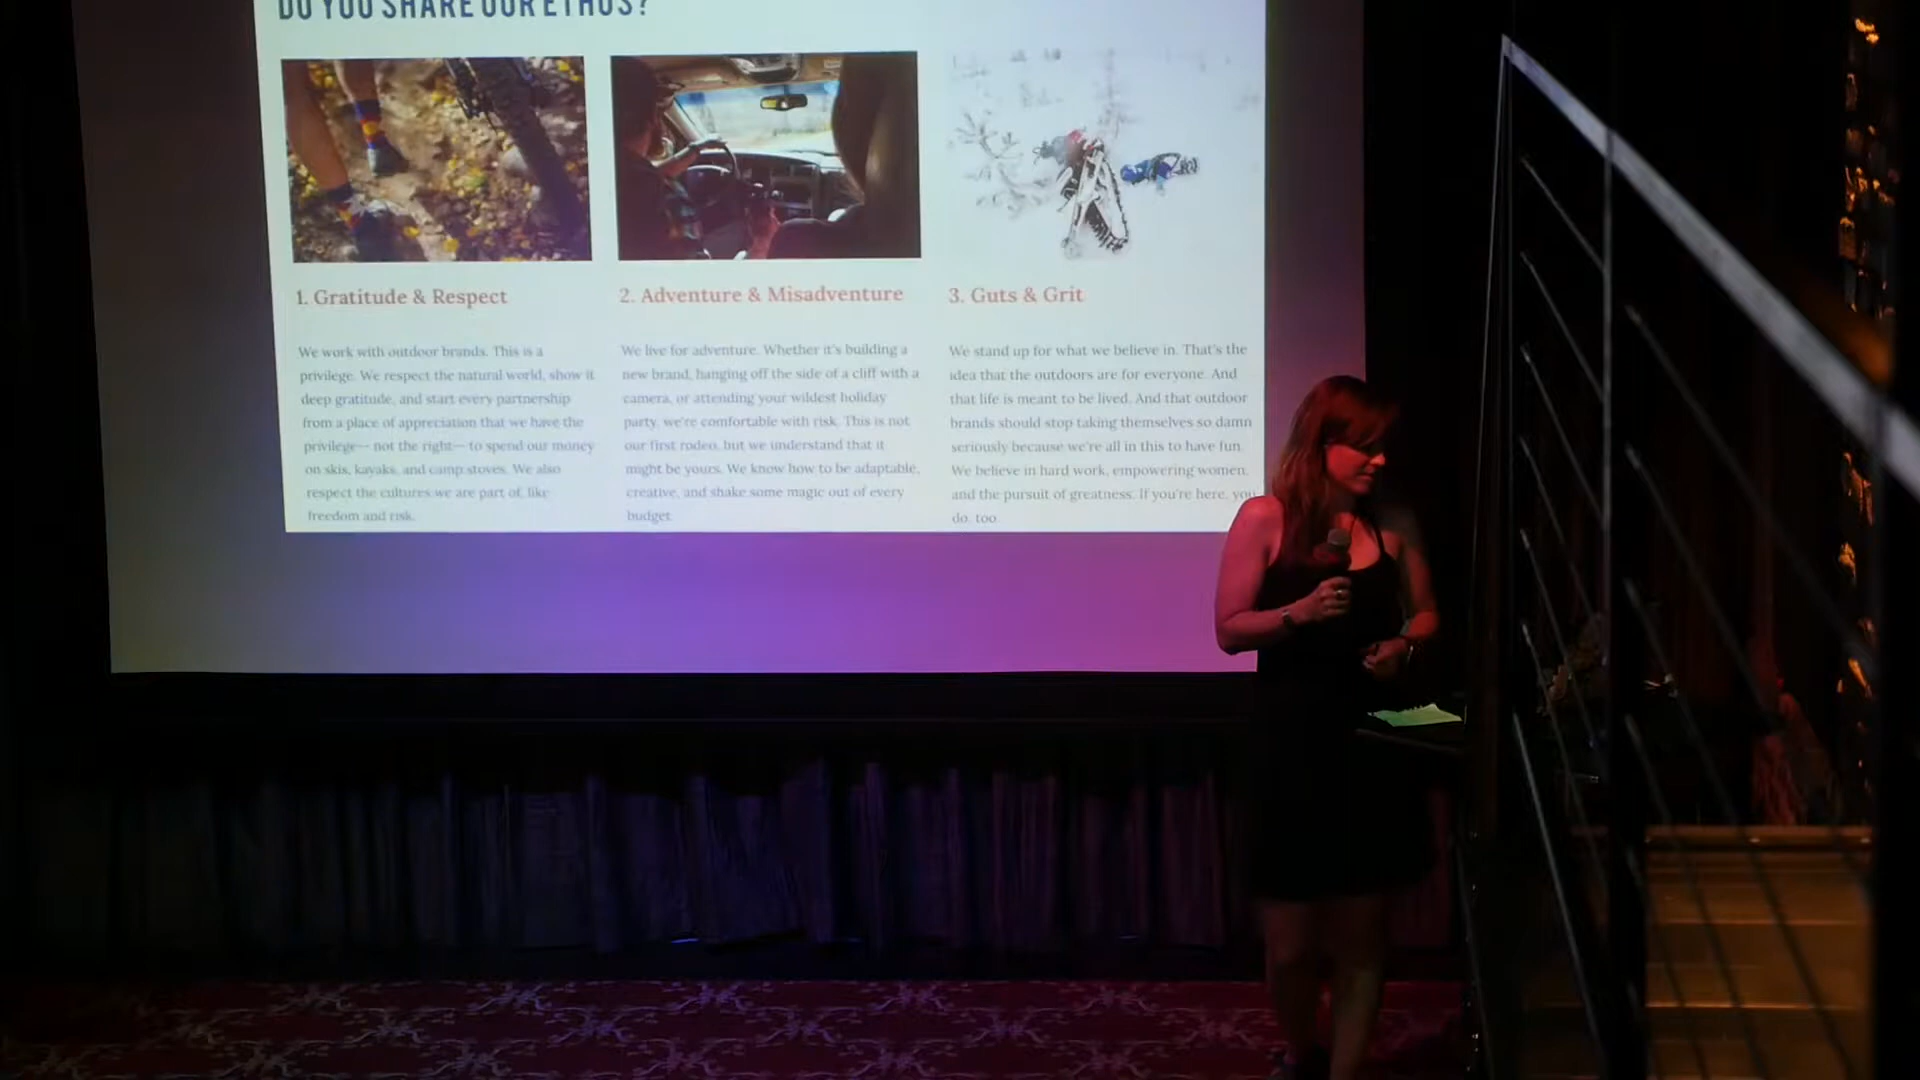 DO YOU SHARE OUR ETHOS?
1. Gratitude & Respect
We work with outdoor brands. This is a
privilege. We respect the natural world, show it
deep gratitude, and start every partnership
from a place of appreciation that we have the
privilege—not the right—to spend our money
on skis, kayaks, and camp stoves. We also
respect the cultures we are part of, like
freedom and risk.
2. Adventure & Misadventure
We live for adventure. Whether it's building a
new brand, hanging off the side of a cliff with a
camera, or attending your wildest holiday
party, we're comfortable with risk. This is not
our first rodeo, but we understand that it
might be yours. We know how to be adaptable,
creative, and shake some magic out of every
budget.
3. Guts & Grit
We stand up for what we believe in. That's the
idea that the outdoors are for everyone. And
that life is meant to be lived. And that outdoor
brands should stop taking themselves so damn
seriously because we're all in this to have fun.
We believe in hard work, empowering women,
and the pursuit of greatness. If you're here, you
do, too.